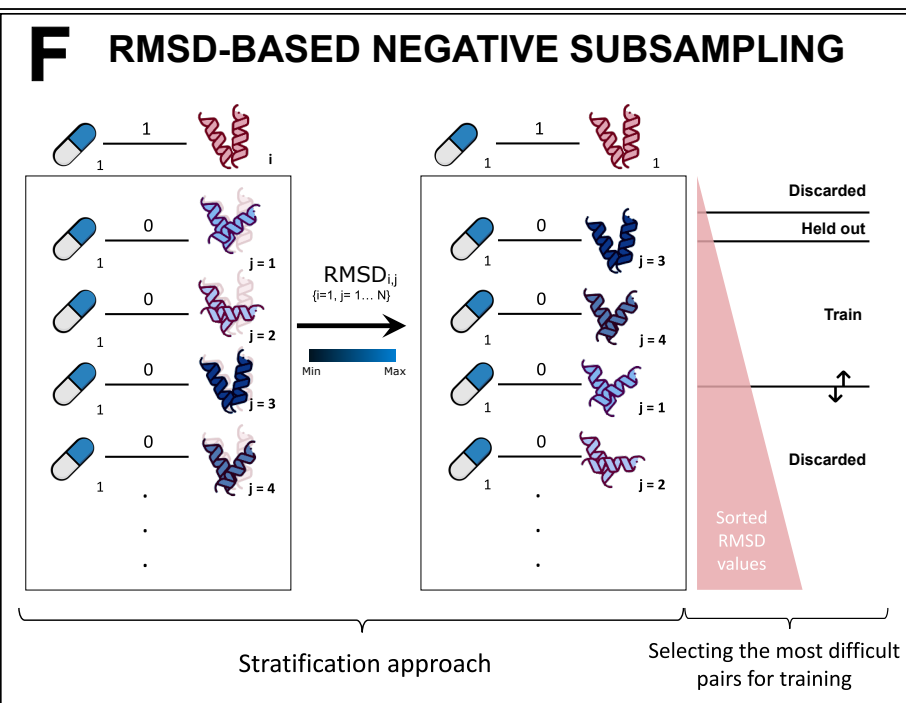 F RMSD-BASED NEGATIVE SUBSAMPLING
1
1
i
0
1
j = 1
0
1
j = 2
0
1
j = 3
0
1
j = 4
.
.
.
RMSDi,j
{i=1, j= 1... N}
Min Max
1
1
1
0
1
j = 3
0
1
j = 4
0
1
j = 1
0
1
j = 2
.
.
.
Discarded
Held out
Train
Discarded
Sorted
RMSD
values
Stratification approach
Selecting the most difficult
pairs for training